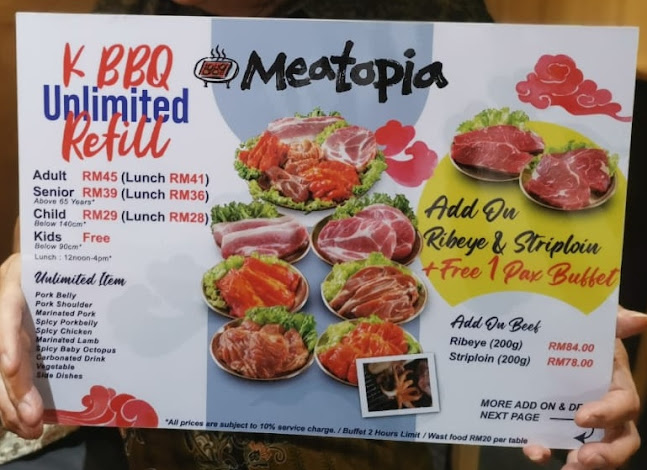 K BBQ
Unlimited
Refill
Adult RM45 (Lunch RM41)
Senior RM39 (Lunch RM36)
Above 65 Years*
Child RM29 (Lunch RM28)
Below 140cm*
Kids Free
Below 90cm*
Lunch : 12noon-4pm*
Unlimited Item
Pork Belly
Pork Shoulder
Marinated Pork
Spicy Porkbelly
Spicy Chicken
Marinated Lamb
Spicy Baby Octopus
Carbonated Drink
Vegetable
Side Dishes
1989 Meatopia
Add On
Ribeye & Striploin
+Free 1 Pax Buffet
Add On Beef
Ribeye (200g) RM84.00
Striploin (200g) RM78.00
MORE ADD ON &
NEXT PAGE
*All prices are subject to 10% service charge. / Buffet 2 Hours Limit / Wast food RM20 per table